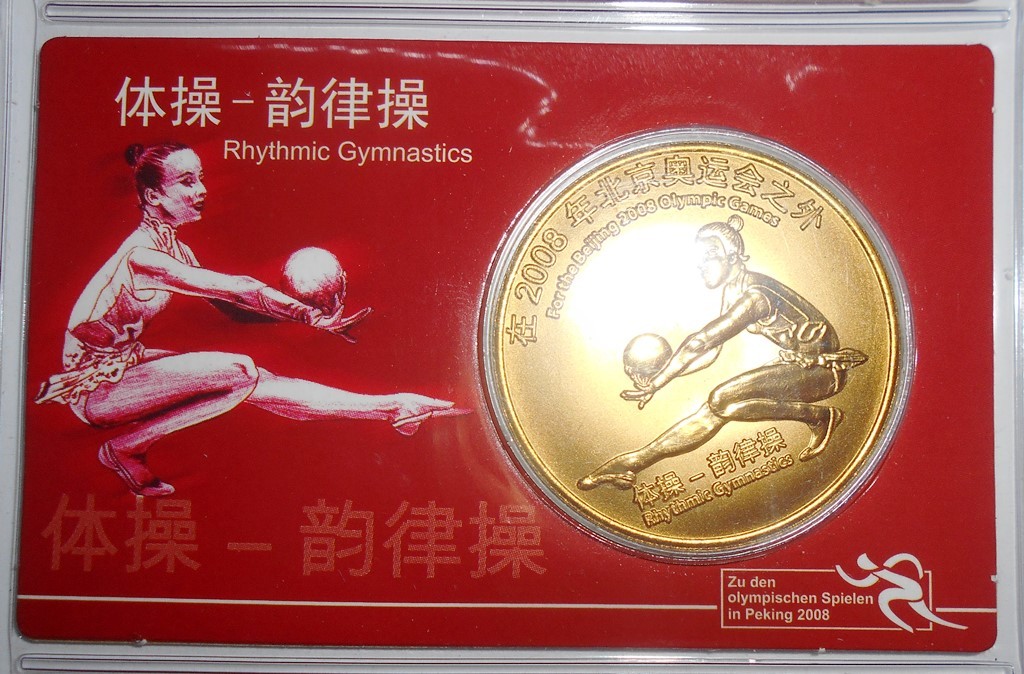 体操-韵律操
Rhythmic Gymnastics
在 2008 年北京奥运会之外
For the Beijing 2008 Olympic Games
体操 - 韵律操
Rhythmic Gymnastics
体操 - 韵律操
Zu den
olympischen Spielen
in Peking 2008